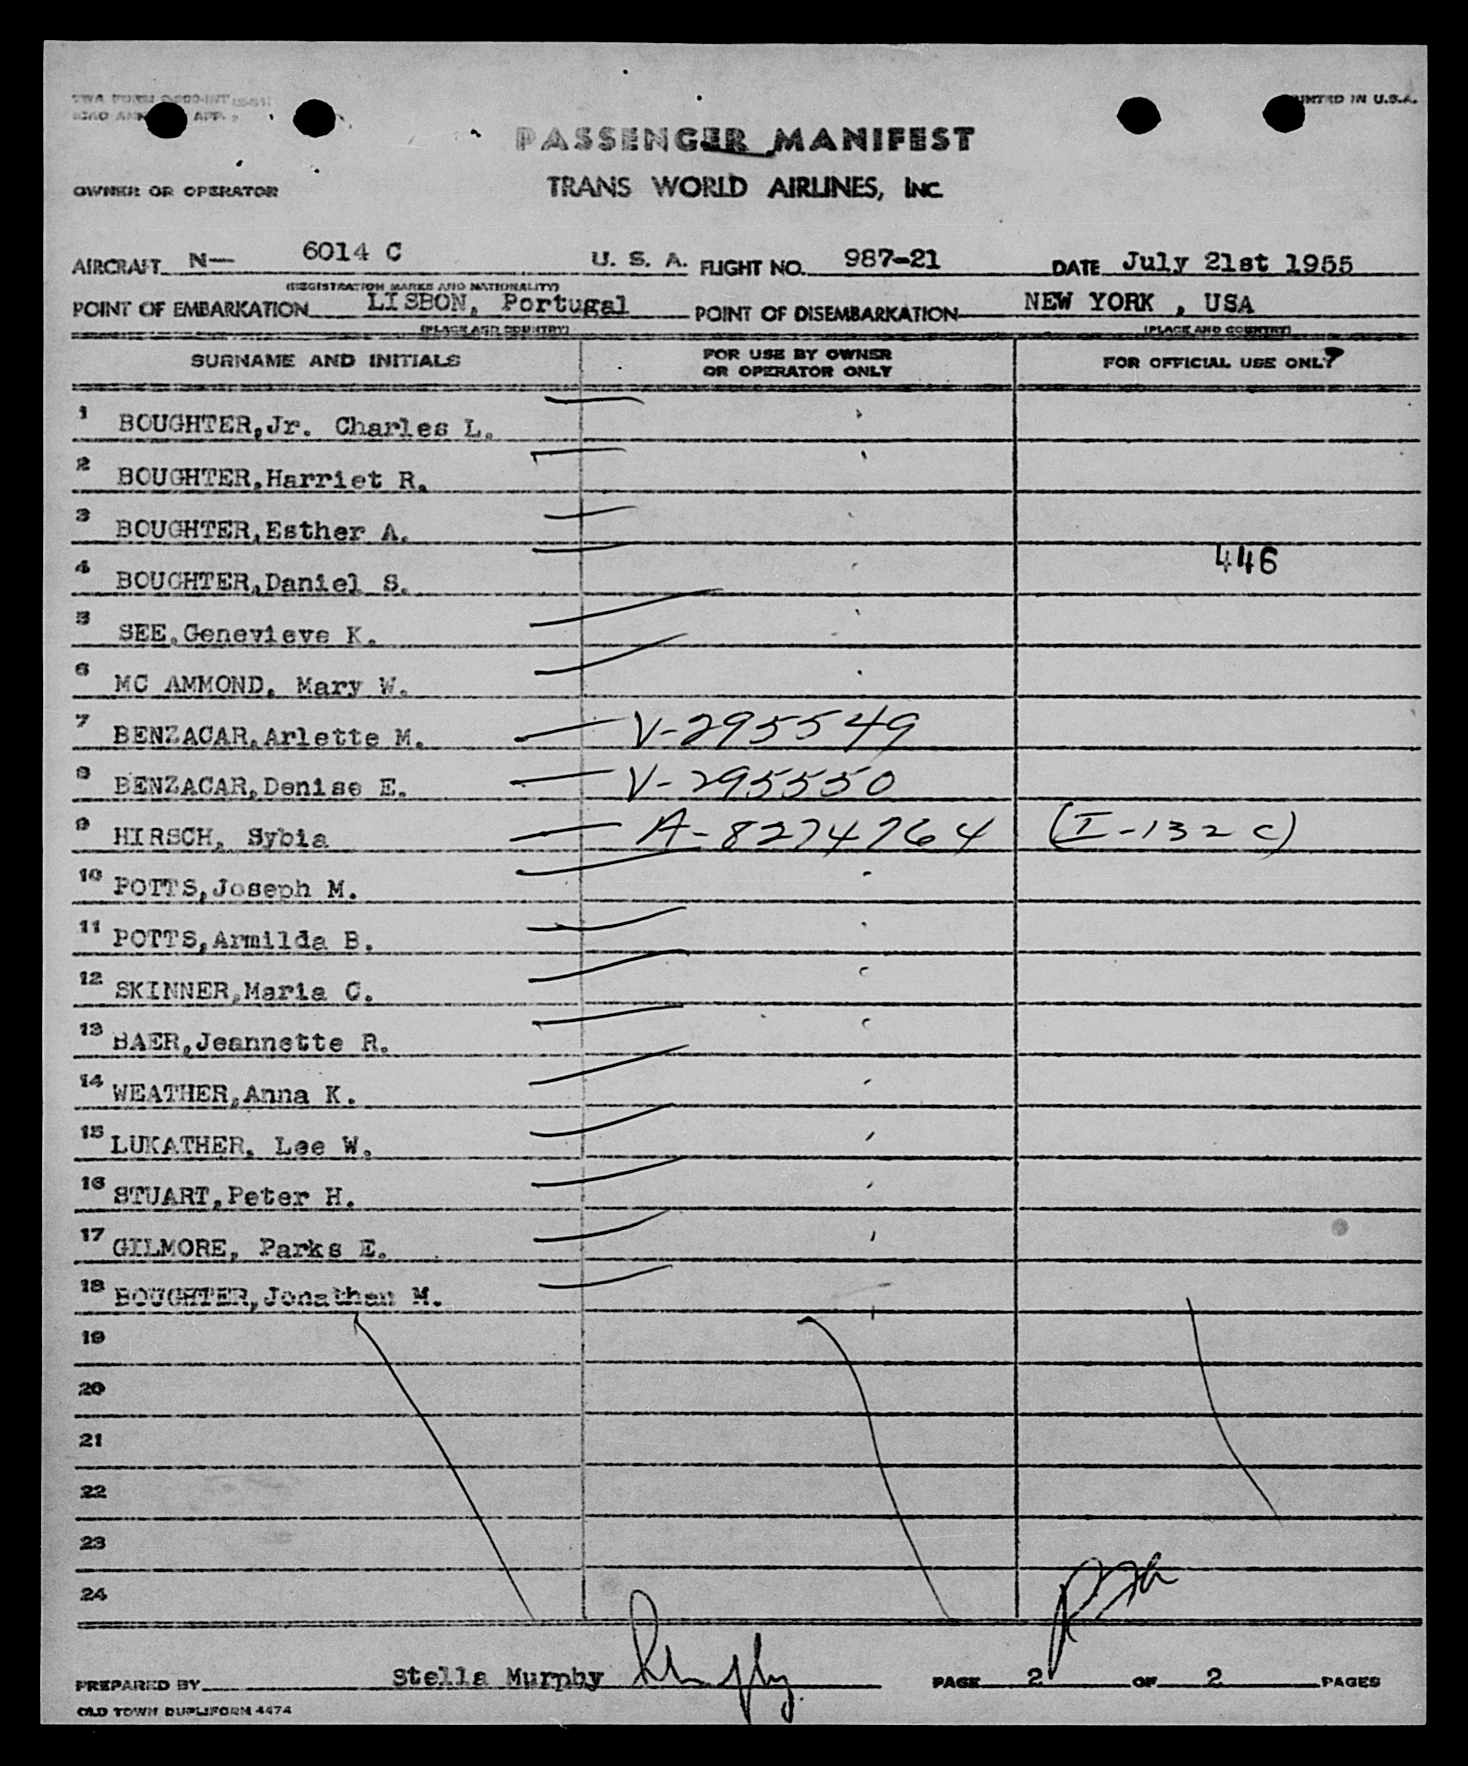 PRINTED IN U.S.A.
PASSENGER MANIFEST
OWNER OR OPERATOR TRANS WORLD AIRLINES, INC.
AIRCRAFT N— 6014 C U. S. A. FLIGHT NO. 987-21 DATE July 21st 1955
(REGISTRATION MARKS AND NATIONALITY)
POINT OF EMBARKATION LISBON, Portugal POINT OF DISEMBARKATION NEW YORK , USA
(PLACE AND COUNTRY) (PLACE AND COUNTRY)
SURNAME AND INITIALS FOR USE BY OWNER OR OPERATOR ONLY FOR OFFICIAL USE ONLY
1 BOUGHTER,Jr. Charles L.
2 BOUGHTER,Harriet R.
3 BOUGHTER,Esther A.
4 BOUGHTER,Daniel S. 446
5 SEE,Genevieve K.
6 MC AMMOND, Mary W.
7 BENZACAR,Arlette M. V-295549
8 BENZACAR,Denise E. V-295550
9 HIRSCH, Sybia A-8274764 (I-132 C)
10 POTTS,Joseph M.
11 POTTS,Armilda B.
12 SKINNER,Maria C.
13 BAER,Jeannette R.
14 WEATHER,Anna K.
15 LUKATHER, Lee W.
16 STUART,Peter H.
17 GILMORE, Parks E.
18 BOUGHTER,Jonathan M.
19
20
21
22
23
24
PREPARED BY Stella Murphy PAGE 2 OF 2 PAGES
OLD TOWN DUPLIFORM 4474